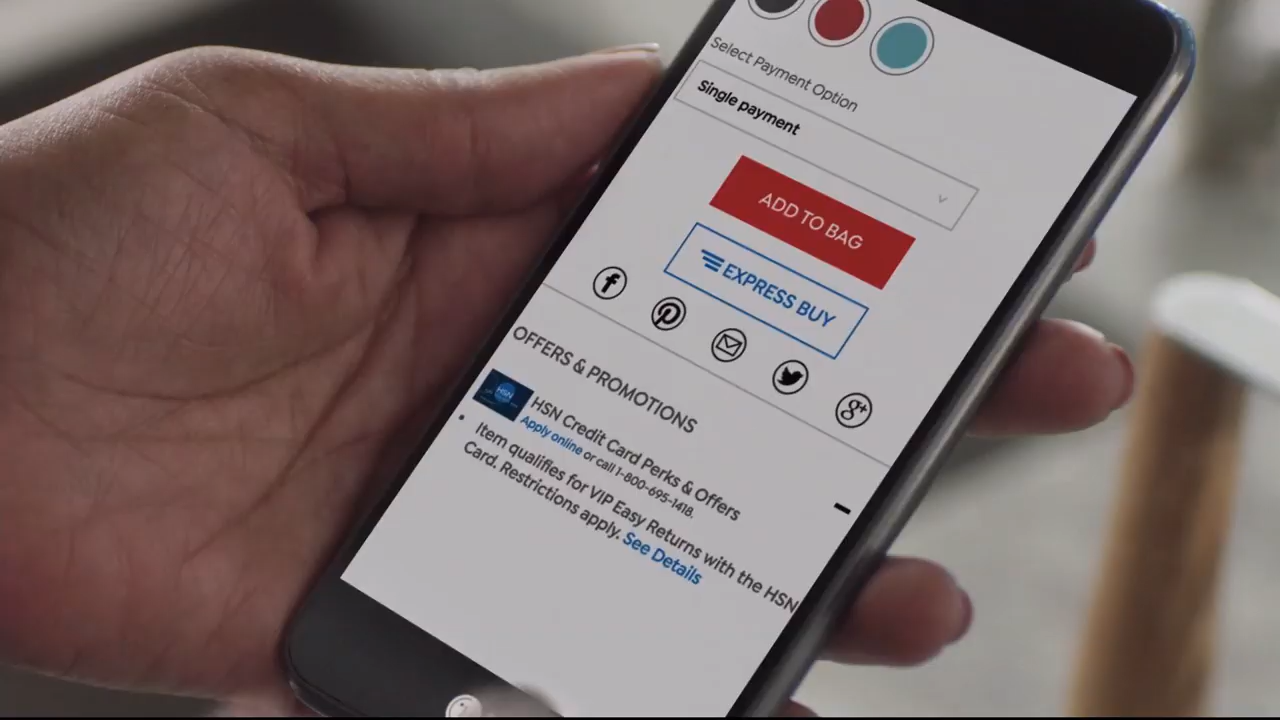 Select Payment Option
Single payment
ADD TO BAG
EXPRESS BUY
OFFERS & PROMOTIONS
HSN
HSN Credit Card Perks & Offers
Apply online or call 1-800-695-1418.
Item qualifies for VIP Easy Returns with the HSN
Card. Restrictions apply. See Details